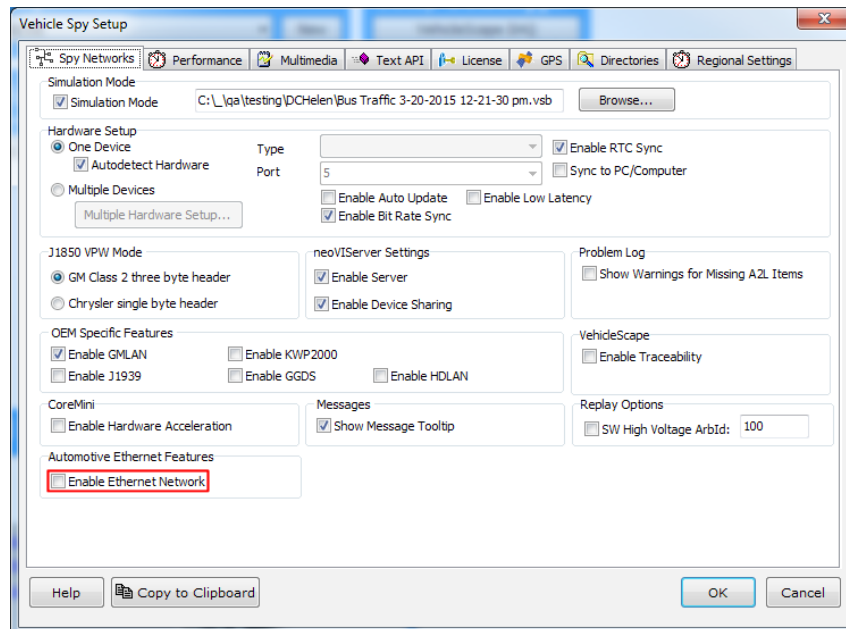 Vehicle Spy Setup
Spy Networks Performance Multimedia Text API License GPS Directories Regional Settings
Simulation Mode
Simulation Mode C:\_\qa\testing\DCHelen\Bus Traffic 3-20-2015 12-21-30 pm.vsb Browse...
Hardware Setup
One Device Type Enable RTC Sync
Autodetect Hardware Port 5 Sync to PC/Computer
Multiple Devices Enable Auto Update Enable Low Latency
Multiple Hardware Setup... Enable Bit Rate Sync
J1850 VPW Mode neoVIServer Settings Problem Log
GM Class 2 three byte header Enable Server Show Warnings for Missing A2L Items
Chrysler single byte header Enable Device Sharing
OEM Specific Features VehicleScape
Enable GMLAN Enable KWP2000 Enable Traceability
Enable J1939 Enable GGDS Enable HDLAN
CoreMini Messages Replay Options
Enable Hardware Acceleration Show Message Tooltip SW High Voltage ArbId: 100
Automotive Ethernet Features
Enable Ethernet Network
Help Copy to Clipboard OK Cancel